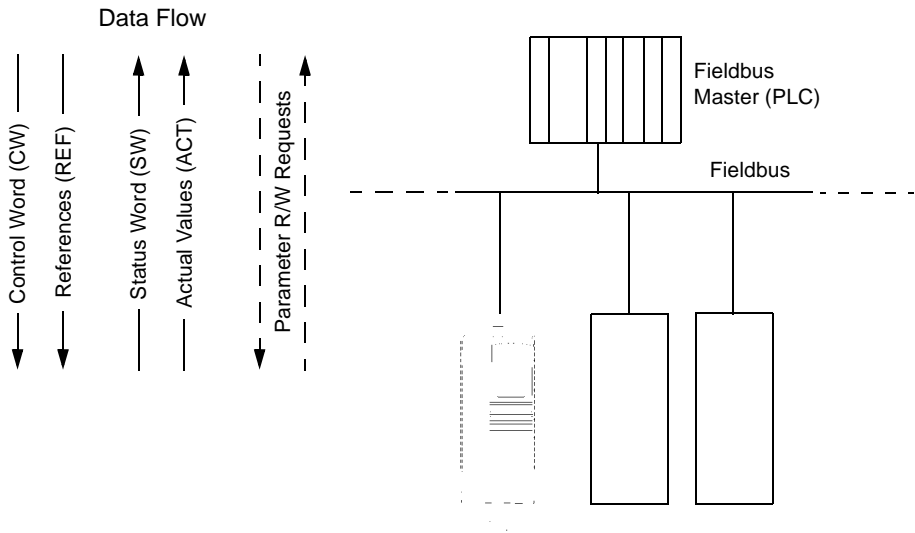 Data Flow
Control Word (CW)
References (REF)
Status Word (SW)
Actual Values (ACT)
Parameter R/W Requests
Fieldbus
Master (PLC)
Fieldbus